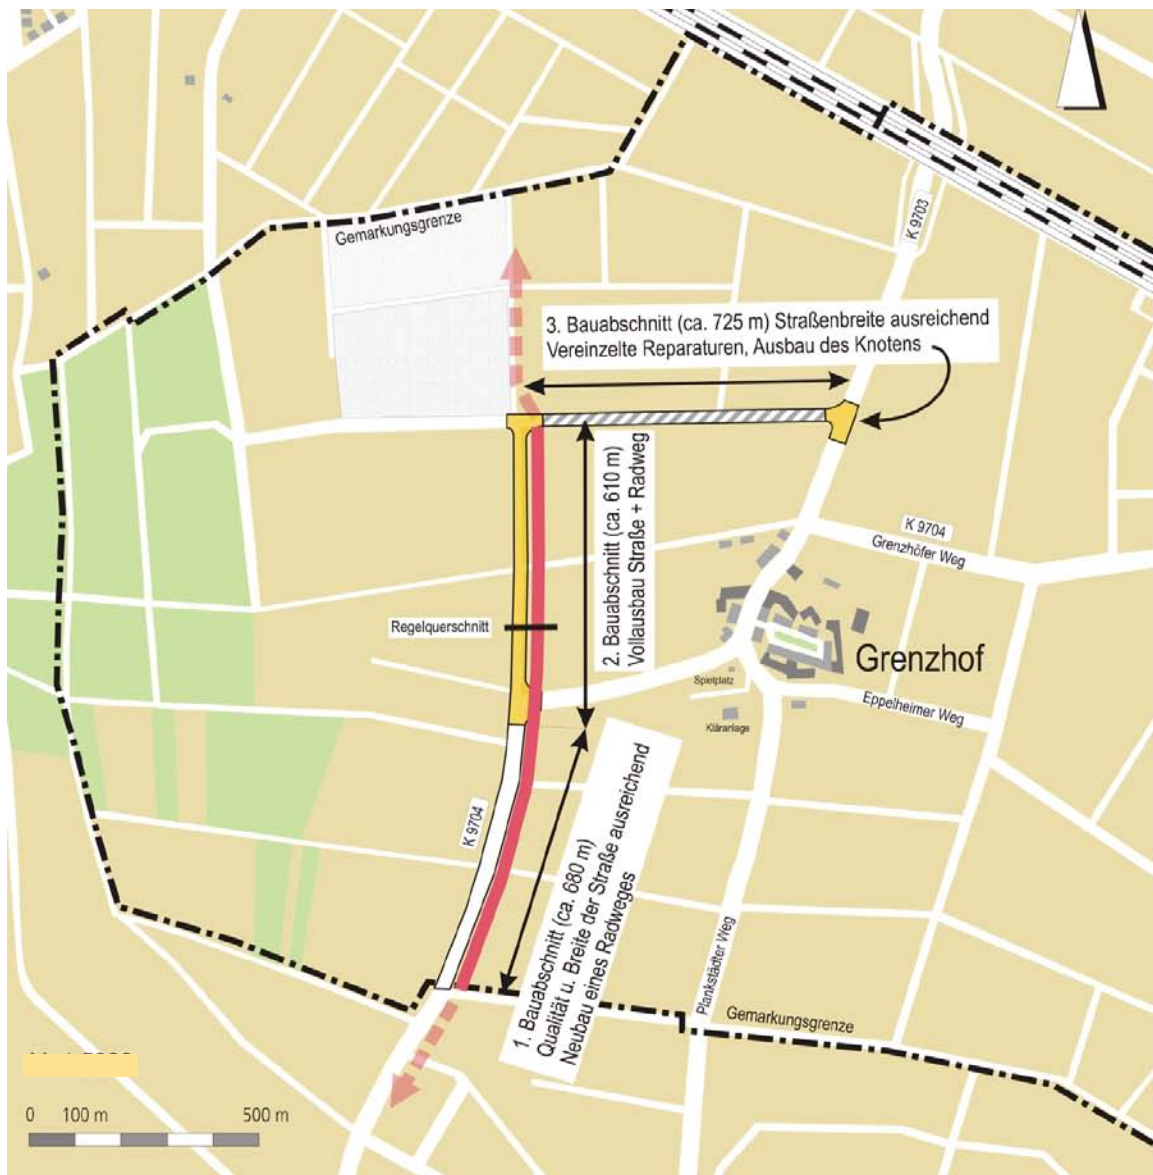 Gemarkungsgrenze
K 9703
3. Bauabschnitt (ca. 725 m) Straßenbreite ausreichend
Vereinzelte Reparaturen, Ausbau des Knotens
2. Bauabschnitt (ca. 610 m)
Vollausbau Straße + Radweg
K 9704
Grenzhöfer Weg
Regelquerschnitt
Grenzhof
Spielplatz
Eppelheimer Weg
Kläranlage
K 9704
1. Bauabschnitt (ca. 680 m)
Qualität u. Breite der Straße ausreichend
Neubau eines Radweges
Plankstädter Weg
Gemarkungsgrenze
0 100 m 500 m